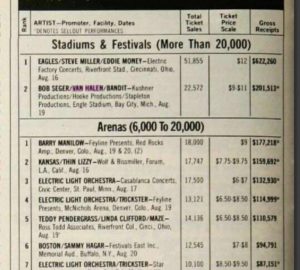 Rank
ARTIST—Promoter, Facility, Dates
*DENOTES SELLOUT PERFORMANCES
Total Ticket Sales
Ticket Price Scale
Gross Receipts
Stadiums & Festivals (More Than 20,000)
1 EAGLES/STEVE MILLER/EDDIE MONEY—Electric 51,855 $12 $622,260
Factory Concerts, Riverfront Stad., Cincinnati, Ohio,
Aug. 16
2 BOB SEGER/VAN HALEN/BANDIT—Kushner 22,572 $9-$11 $201,513*
Productions/Hooke Productions/Stapleton
Productions, Engle Stadium, Bay City, Mich., Aug.
19
Arenas (6,000 To 20,000)
1 BARRY MANILOW—Feyline Presents, Red Rocks 18,000 $9 $177,218*
Amp., Denver, Colo., Aug. 19 & 20, (2)
2 KANSAS/THIN LIZZY—Wolf & Rissmiller, Forum, 17,747 $7.75-$9.75 $159,692*
L.A., Calif., Aug. 16
3 ELECTRIC LIGHT ORCHESTRA—Casablanca Concerts, 17,500 $6-$7 $132,930*
Civic Center, St. Paul, Minn., Aug. 17
4 ELECTRIC LIGHT ORCHESTRA/TRICKSTER—Feyline 13,121 $6.50-$8.50 $114,999*
Presents, McNichols Arena, Denver, Colo., Aug. 19
5 TEDDY PENDERGRASS/LINDA CLIFFORD/MAZE— 14,136 $6.50-$8.50 $110,579
Ross Todd Associates, Riverfront Col., Cinci., Ohio,
Aug. 19
6 BOSTON/SAMMY HAGAR—Festivals East Inc., 12,545 $7-$8 $94,791
Memorial Aud., Buffalo, N.Y., Aug. 20
7 ELECTRIC LIGHT ORCHESTRA/TRICKSTER—Star 10,100 $8.50-$9.50 $87,151*